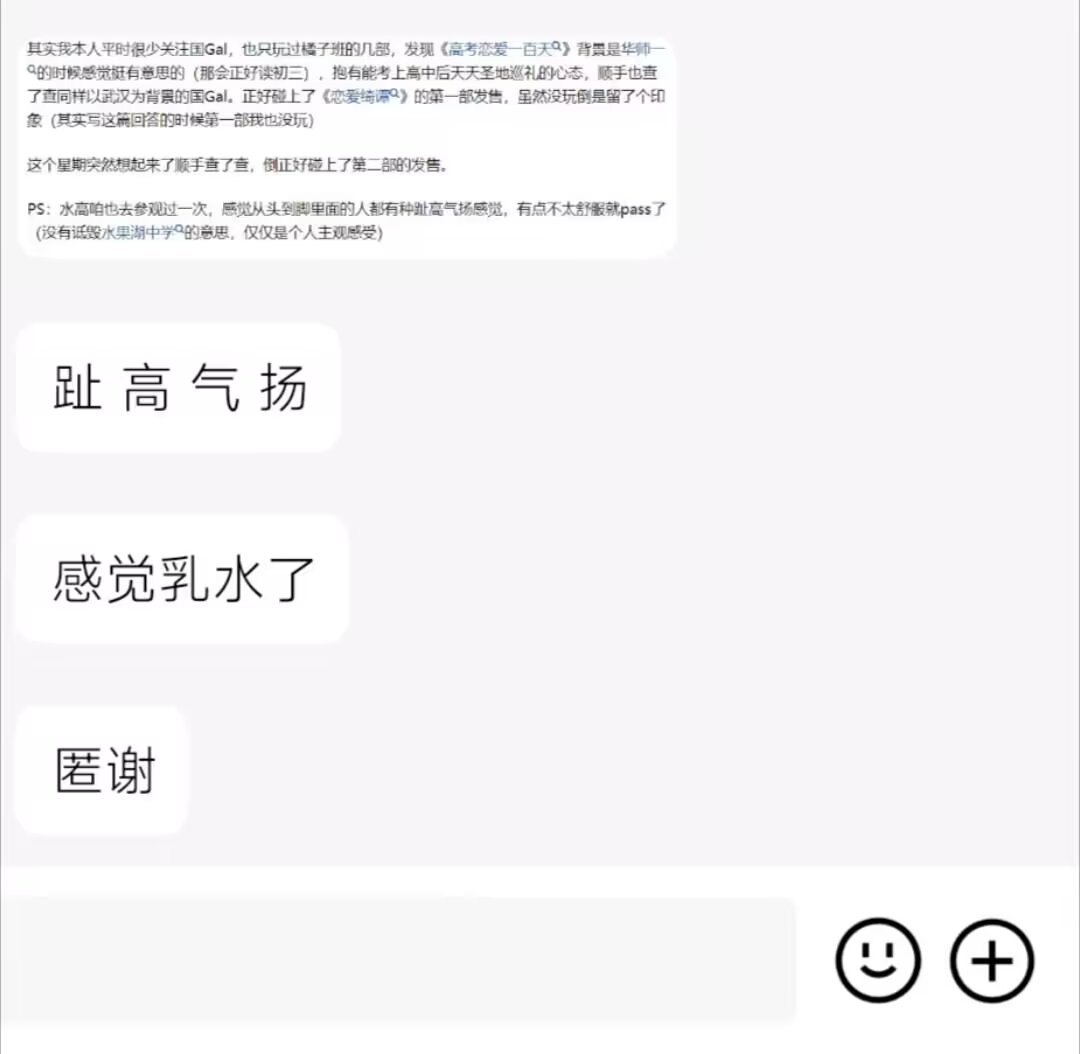 其实我本人平时很少关注国Gal，也只玩过橘子班的几部，发现《高考恋爱一百天》背景是华师一
的时候感觉挺有意思的（那会正好读初三），抱有能考上高中后天天圣地巡礼的心态，顺手也查
了查同样以武汉为背景的国Gal。正好碰上了《恋爱绮谭》的第一部发售，虽然没玩倒是留了个印
象（其实写这篇回答的时候第一部我也没玩）
这个星期突然想起来了顺手查了查，倒正好碰上了第二部的发售。
PS：水高咱也去参观过一次，感觉从头到脚里面的人都有种趾高气扬感觉，有点不太舒服就pass了
（没有诋毁水果湖中学的意思，仅仅是个人主观感受）
趾 高 气 扬
感觉乳水了
匿谢